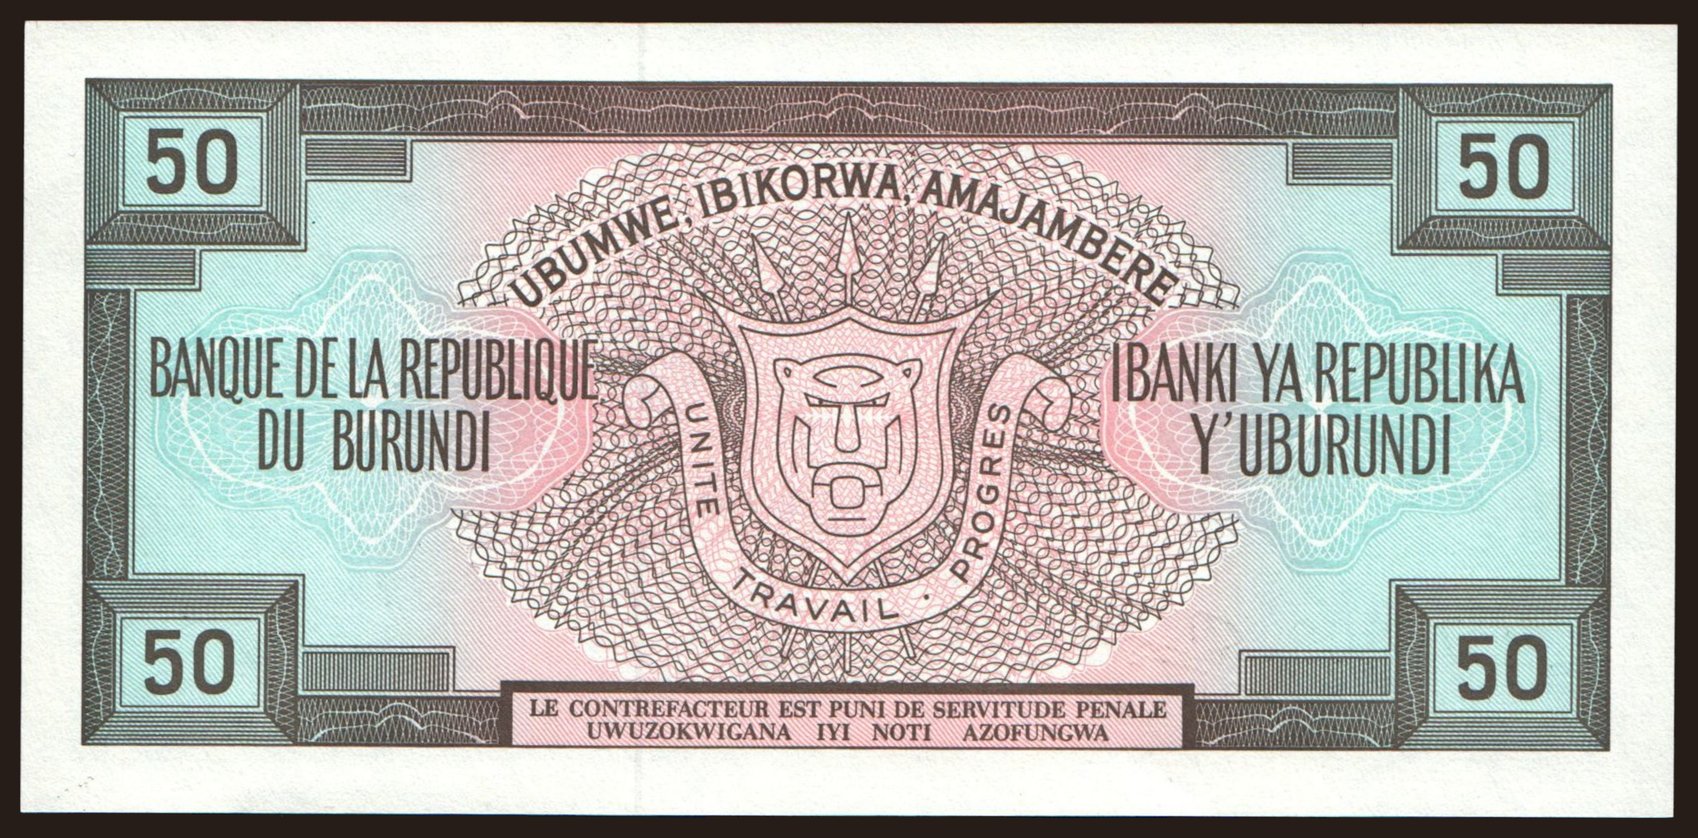 50
50
UBUMWE, IBIKORWA, AMAJAMBERE
BANQUE DE LA REPUBLIQUE
DU BURUNDI
IBANKI YA REPUBLIKA
Y'UBURUNDI
UNITE TRAVAIL · PROGRES
50
50
LE CONTREFACTEUR EST PUNI DE SERVITUDE PENALE
UWUZOKWIGANA IYI NOTI AZOFUNGWA